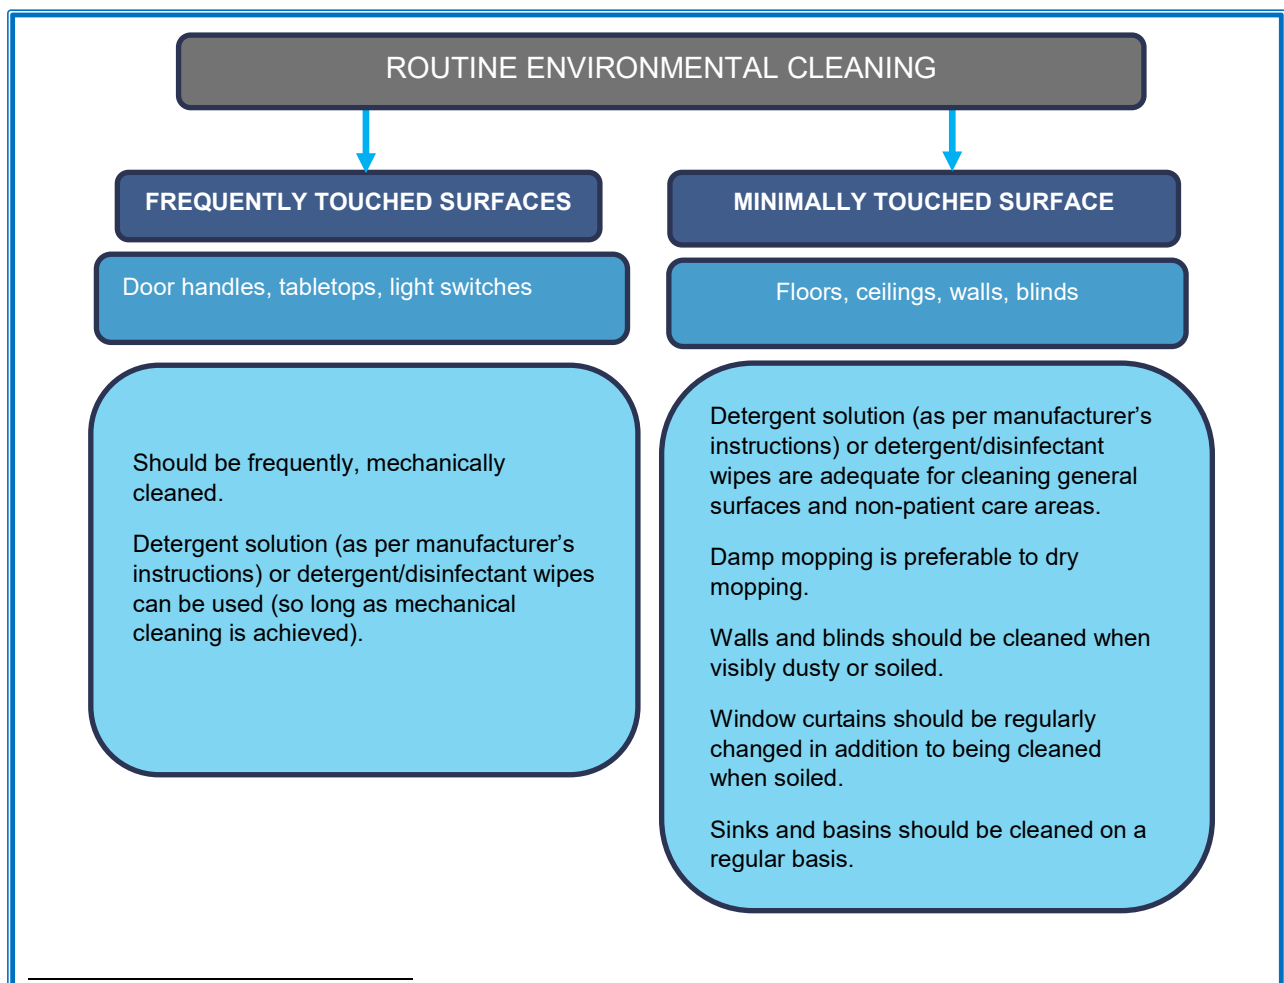 ROUTINE ENVIRONMENTAL CLEANING
FREQUENTLY TOUCHED SURFACES
Door handles, tabletops, light switches
Should be frequently, mechanically
cleaned.
Detergent solution (as per manufacturer’s
instructions) or detergent/disinfectant wipes
can be used (so long as mechanical
cleaning is achieved).
MINIMALLY TOUCHED SURFACE
Floors, ceilings, walls, blinds
Detergent solution (as per manufacturer’s
instructions) or detergent/disinfectant
wipes are adequate for cleaning general
surfaces and non-patient care areas.
Damp mopping is preferable to dry
mopping.
Walls and blinds should be cleaned when
visibly dusty or soiled.
Window curtains should be regularly
changed in addition to being cleaned
when soiled.
Sinks and basins should be cleaned on a
regular basis.